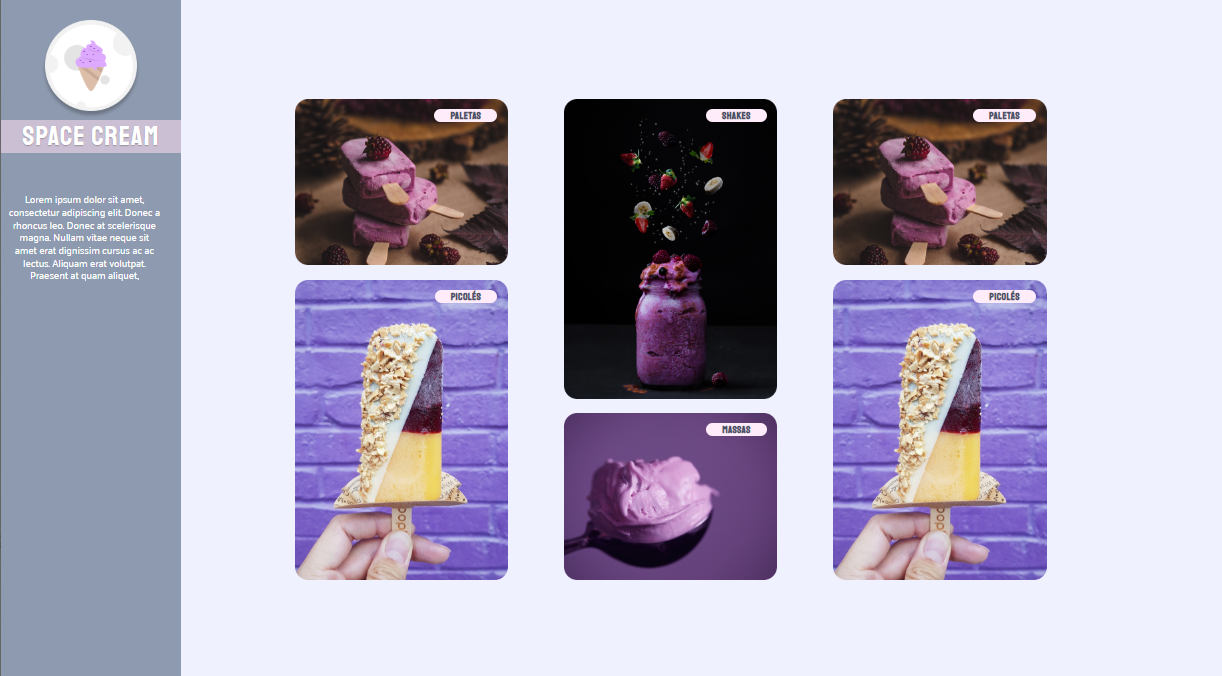 SPACE CREAM
Lorem ipsum dolor sit amet,
consectetur adipiscing elit. Donec a
rhoncus leo. Donec at scelerisque
magna. Nullam vitae neque sit
amet erat dignissim cursus ac ac
lectus. Aliquam erat volutpat.
Praesent at quam aliquet,
PALETAS
SHAKES
PALETAS
PICOLÉS
PICOLÉS
MASSAS